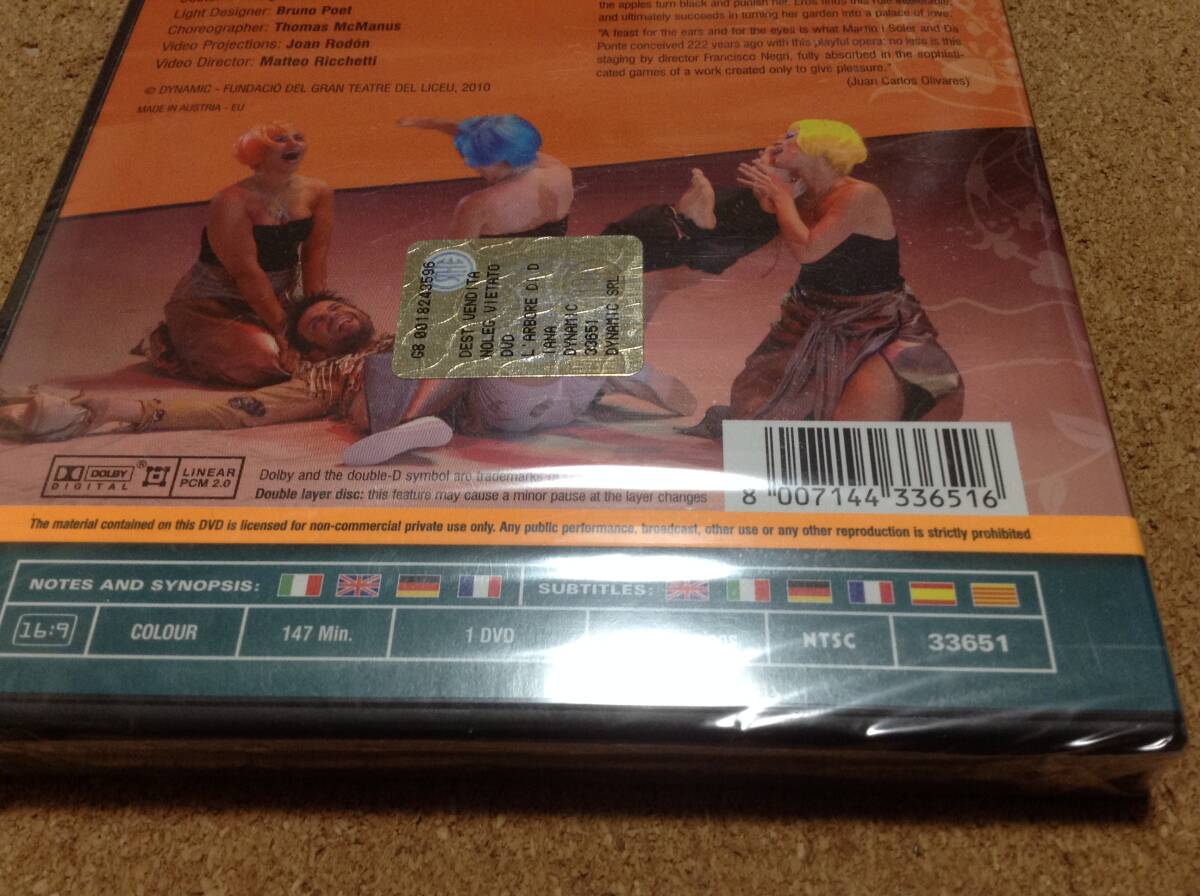 Light Designer: Bruno Poet
Choreographer: Thomas McManus
Video Projections: Joan Rodón
Video Director: Matteo Ricchetti
© DYNAMIC - FUNDACIÓ DEL GRAN TEATRE DEL LICEU, 2010
MADE IN AUSTRIA - EU
the apples turn black and punish her. Eros finds this rule
and ultimately succeeds in turning her garden into a palace of love.
"A feast for the ears and for the eyes is what Martín i Soler and Da
Ponte conceived 222 years ago with this playful opera; no less is this
staging by director Francisco Negri, fully absorbed in the sophisti-
cated games of a work created only to give pleasure."
(Juan Carlos Olivares)
G8 0018243596
DEST VENDITA
NOLEG VIETATO
DVD
L'ARBORE DI D
IANA
DYNAMIC
33651
DYNAMIC SRL
DOLBY
DIGITAL
®
LINEAR
PCM 2.0
Dolby and the double-D symbol are trademarks of
Double layer disc: this feature may cause a minor pause at the layer changes
8 007144 336516
The material contained on this DVD is licensed for non-commercial private use only. Any public performance, broadcast, other use or any other reproduction is strictly prohibited
NOTES AND SYNOPSIS:
SUBTITLES:
16:9
COLOUR
147 Min.
1 DVD
NTSC
33651